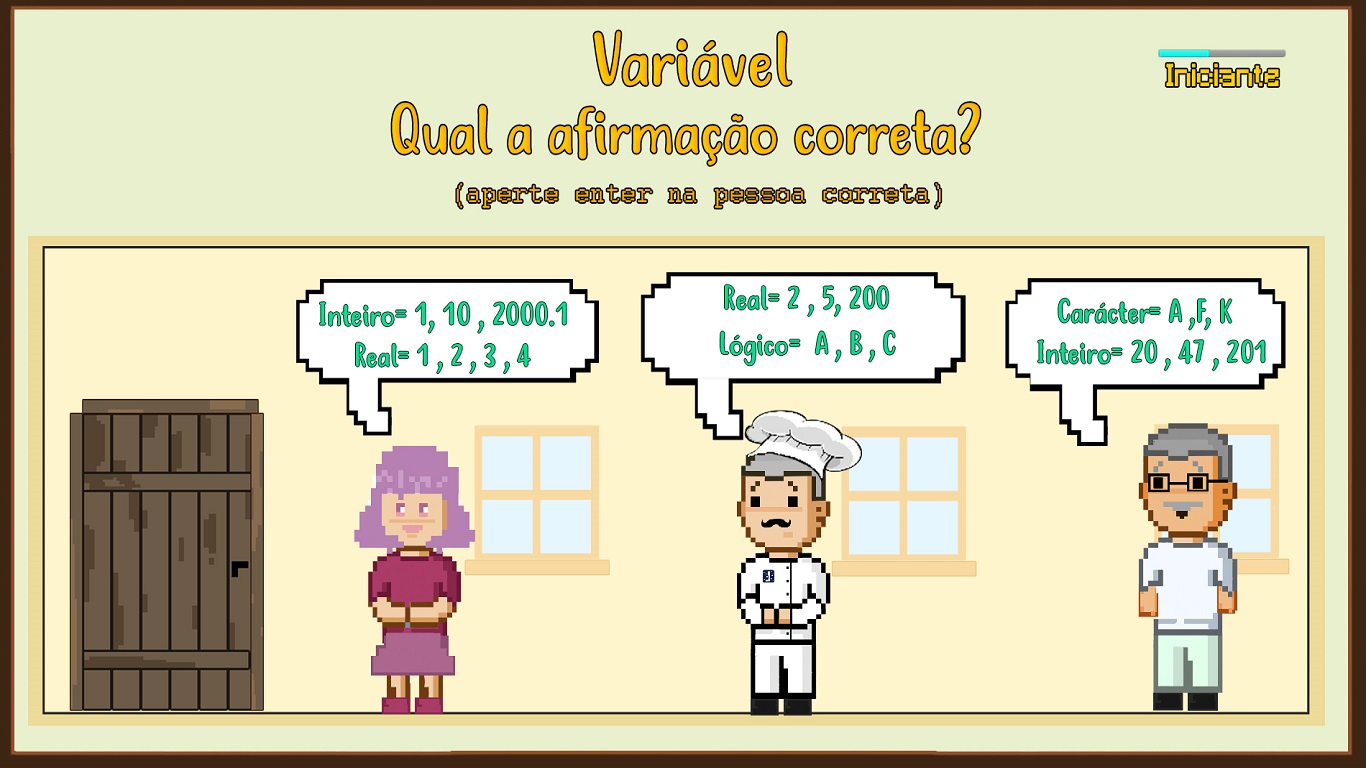 Variável
Iniciante
Qual a afirmação correta?
(aperte enter na pessoa correta)
Inteiro= 1, 10 , 2000.1
Real= 1 , 2 , 3 , 4
Real= 2 , 5, 200
Lógico= A , B , C
Carácter= A ,F, K
Inteiro= 20 , 47 , 201